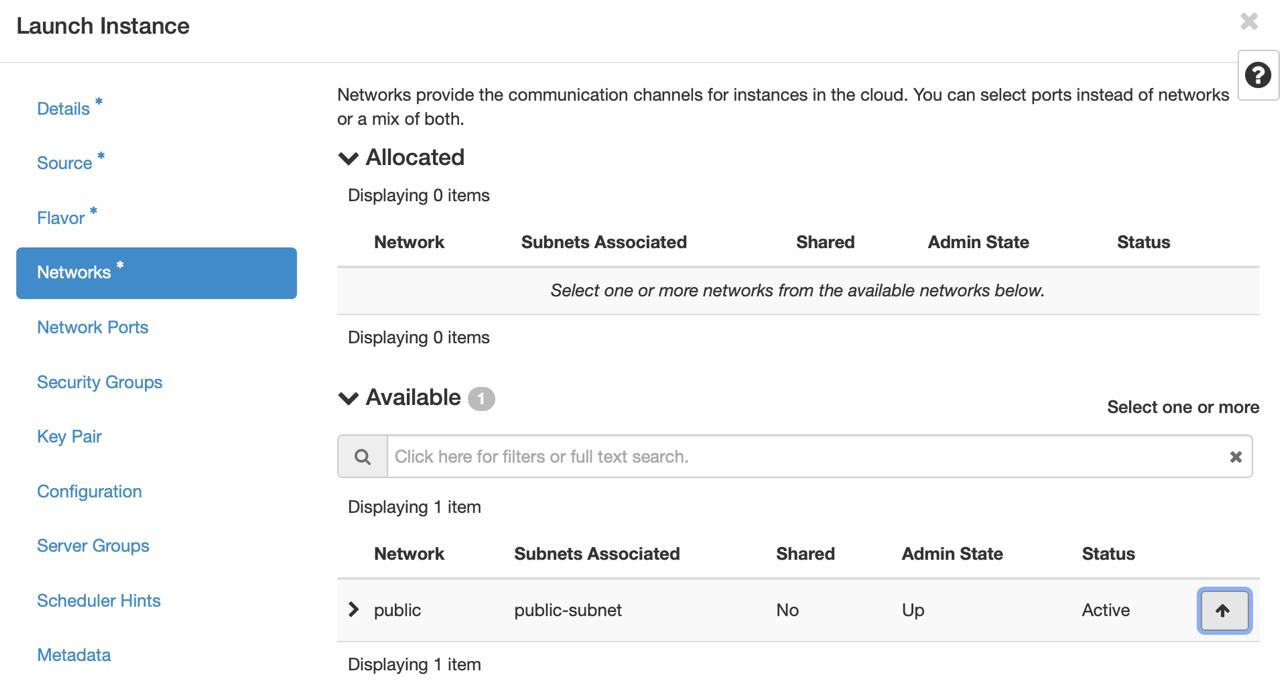 Launch Instance
Details *
Source *
Flavor *
Networks *
Network Ports
Security Groups
Key Pair
Configuration
Server Groups
Scheduler Hints
Metadata
Networks provide the communication channels for instances in the cloud. You can select ports instead of networks
or a mix of both.
Allocated
Displaying 0 items
Network Subnets Associated Shared Admin State Status
Select one or more networks from the available networks below.
Displaying 0 items
Available 1
Select one or more
Click here for filters or full text search.
Displaying 1 item
Network Subnets Associated Shared Admin State Status
public public-subnet No Up Active
Displaying 1 item